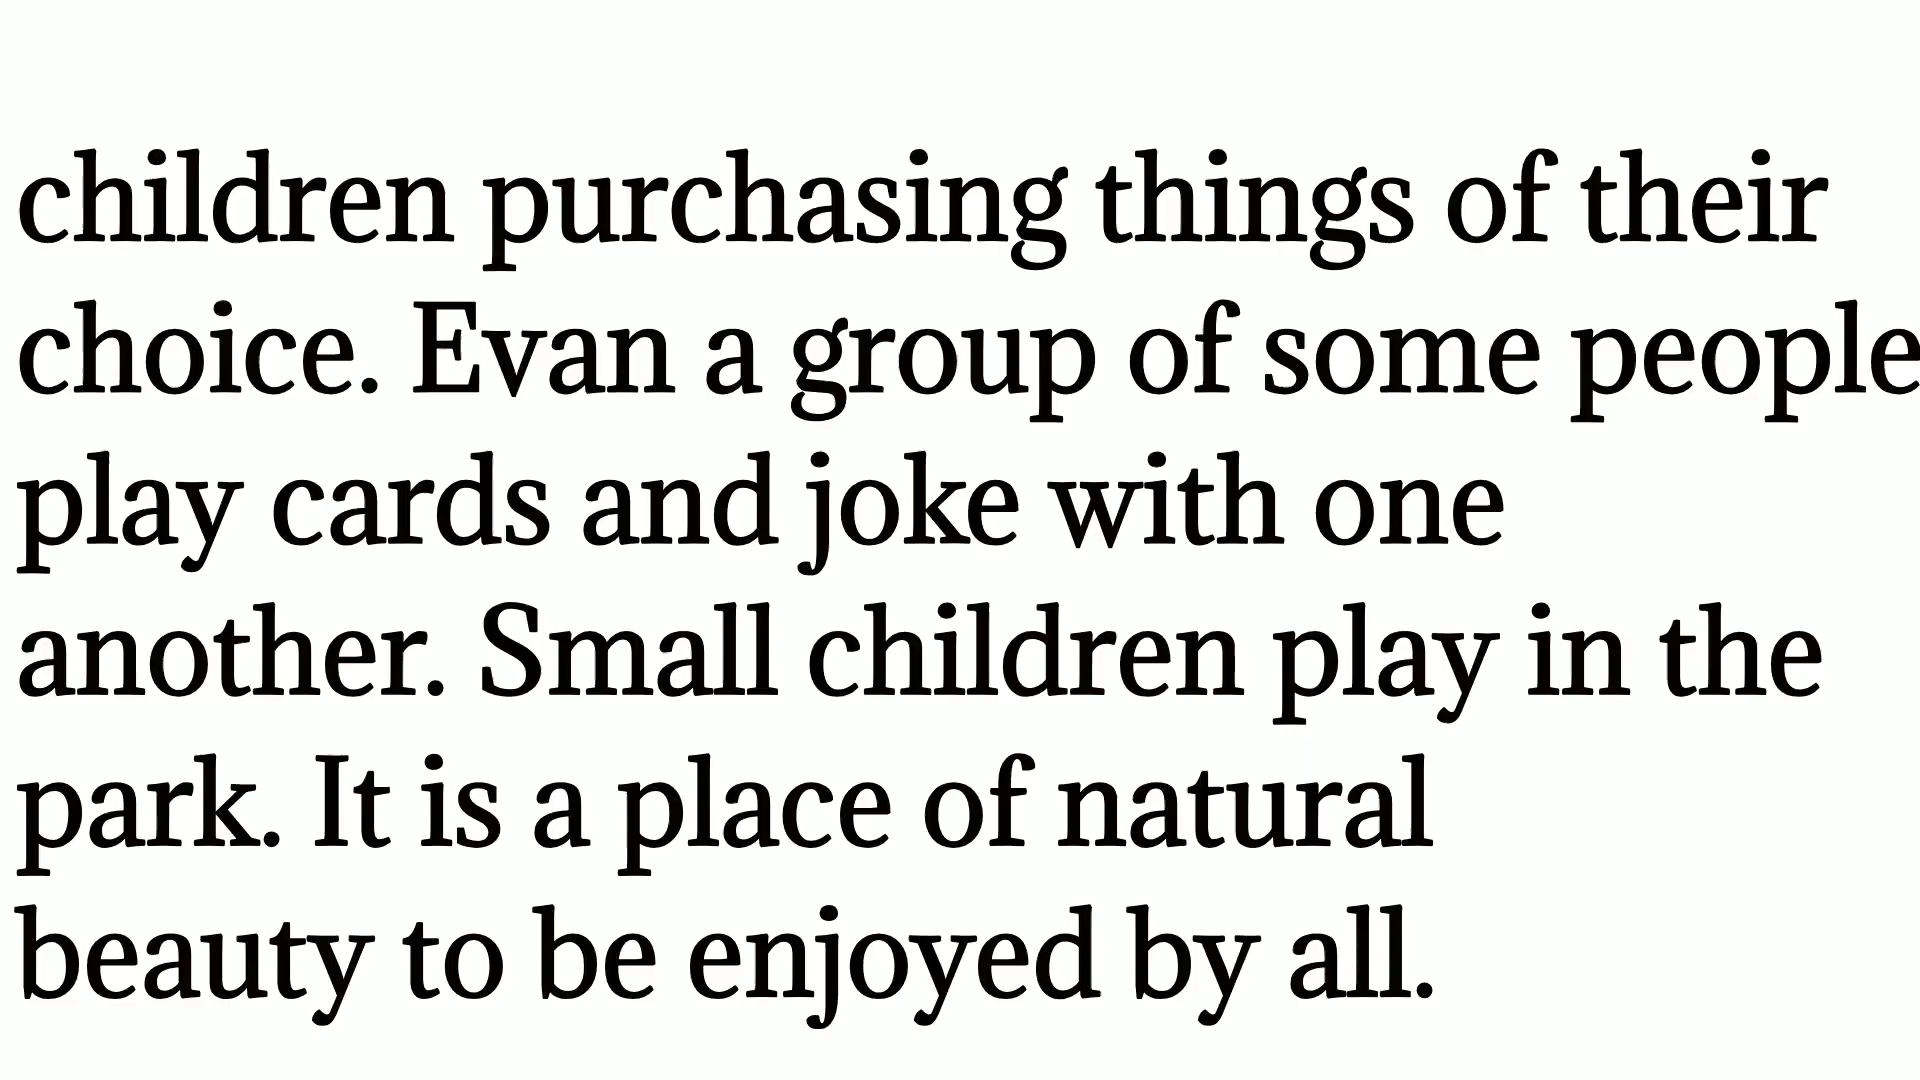 children purchasing things of their
choice. Evan a group of some people
play cards and joke with one
another. Small children play in the
park. It is a place of natural
beauty to be enjoyed by all.